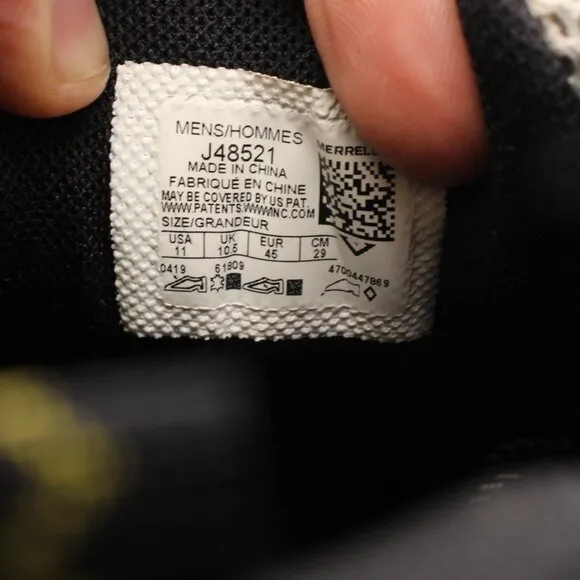 MENS/HOMMES
MERRELL
J48521
MADE IN CHINA
FABRIQUÉ EN CHINE
MAY BE COVERED BY US PAT.
WWW.PATENTS.WWWINC.COM
SIZE/GRANDEUR
USA UK EUR CM
11 10.5 45 29
0419 61809 4700447869